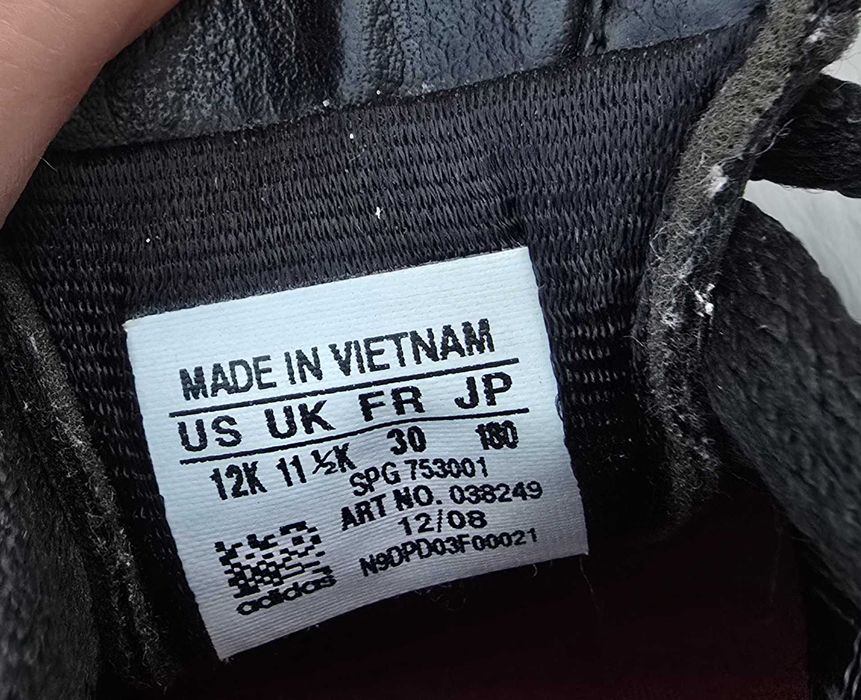 MADE IN VIETNAM
US UK FR JP
12K 11 ½K 30 180
SPG 753001
ART NO. 038249
12/08
N9DPD03F00021
adidas